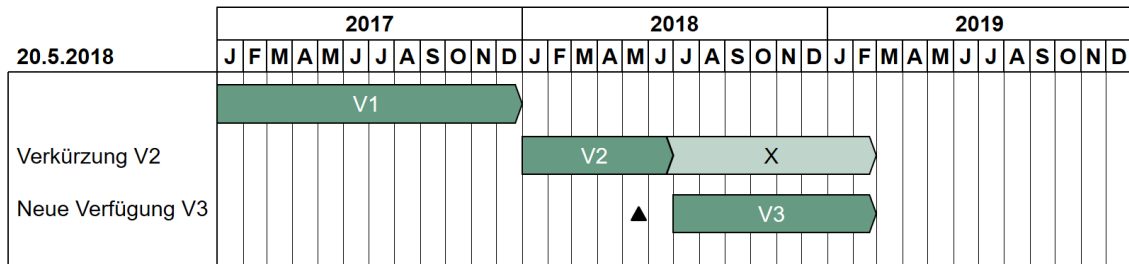 2017 2018 2019
20.5.2018 J F M A M J J A S O N D J F M A M J J A S O N D J F M A M J J A S O N D
V1
Verkürzung V2 V2 X
Neue Verfügung V3 V3